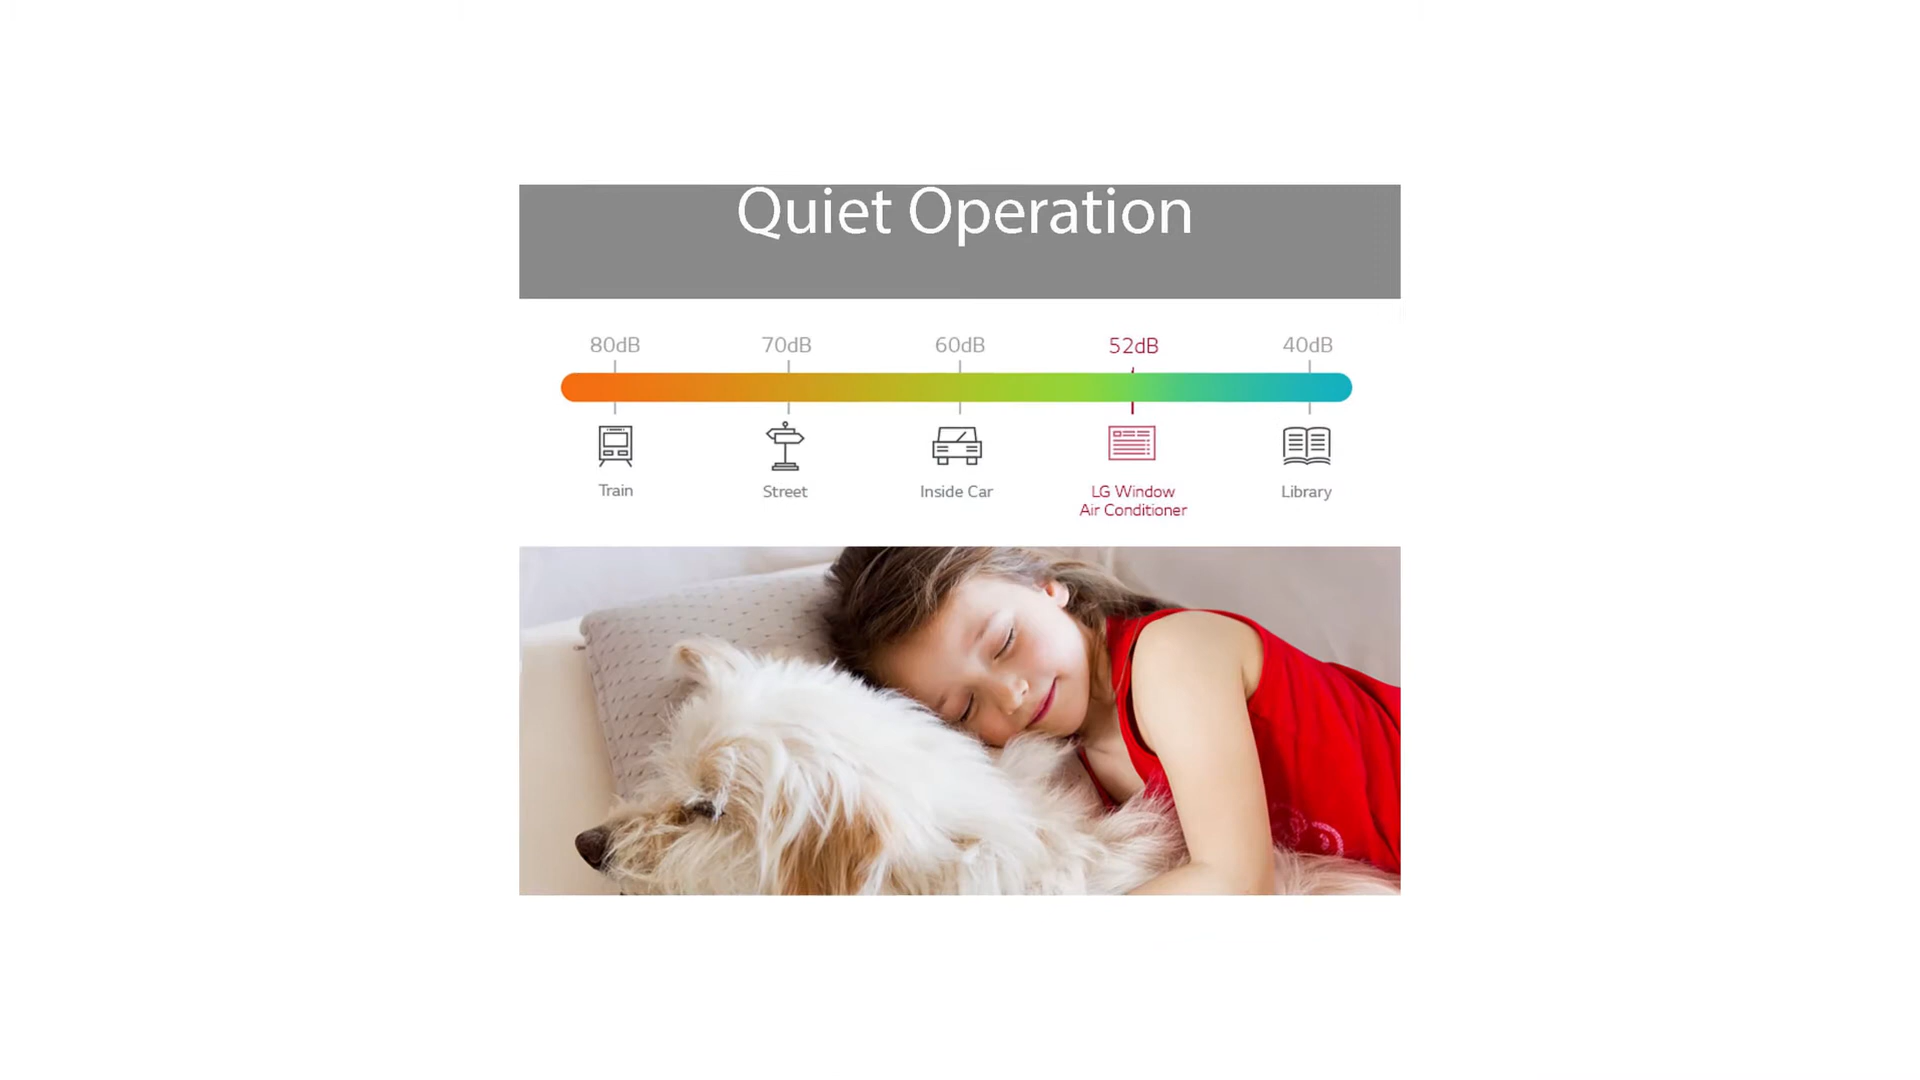 Quiet Operation
80dB 70dB 60dB 52dB 40dB
Train Street Inside Car LG Window Library
Air Conditioner